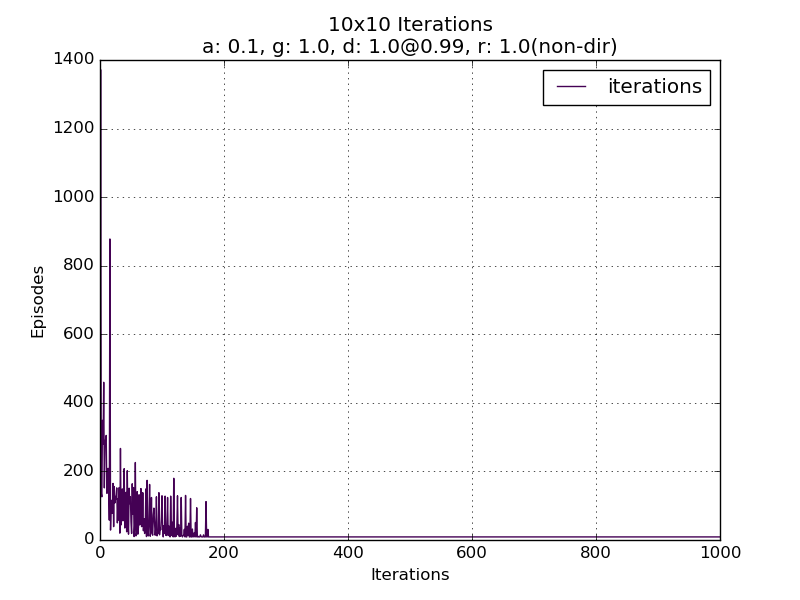 10x10 Iterations
a: 0.1, g: 1.0, d: 1.0@0.99, r: 1.0(non-dir)
iterations
1400
1200
1000
800
600
400
200
0
Episodes
0 200 400 600 800 1000
Iterations